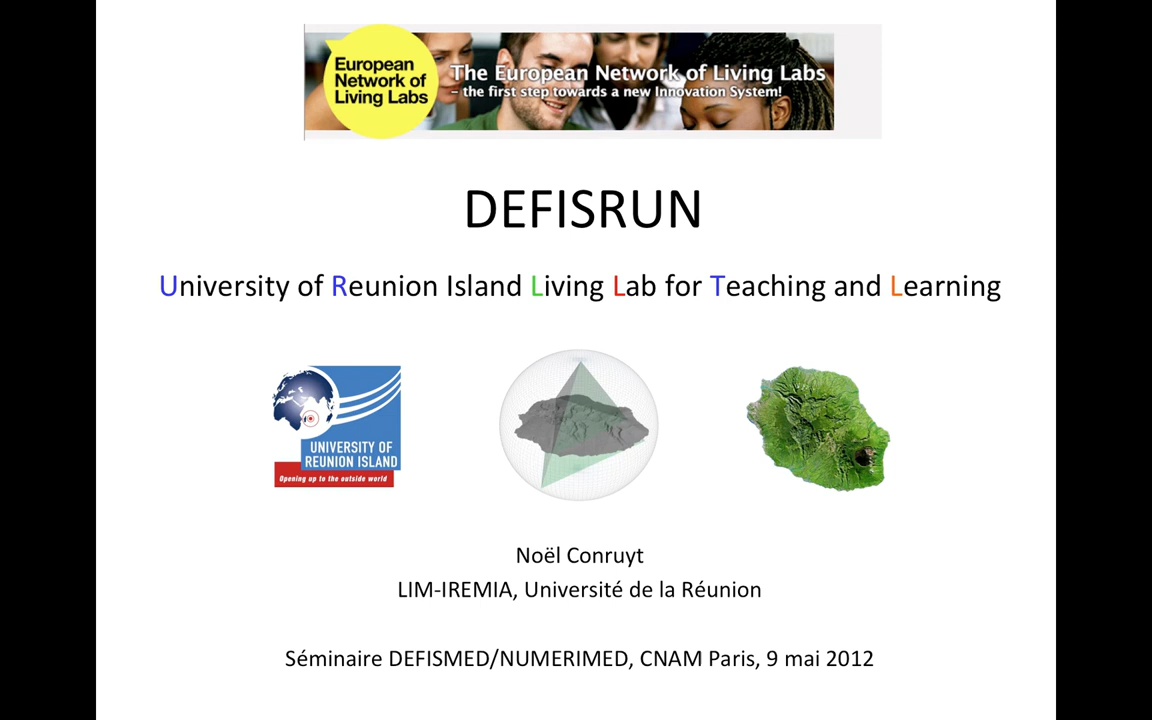 European
Network of
Living Labs
The European Network of Living Labs
– the first step towards a new Innovation System!
DEFISRUN
University of Reunion Island Living Lab for Teaching and Learning
UNIVERSITY OF
REUNION ISLAND
Opening up to the outside world
Noël Conruyt
LIM-IREMIA, Université de la Réunion
Séminaire DEFISMED/NUMERIMED, CNAM Paris, 9 mai 2012